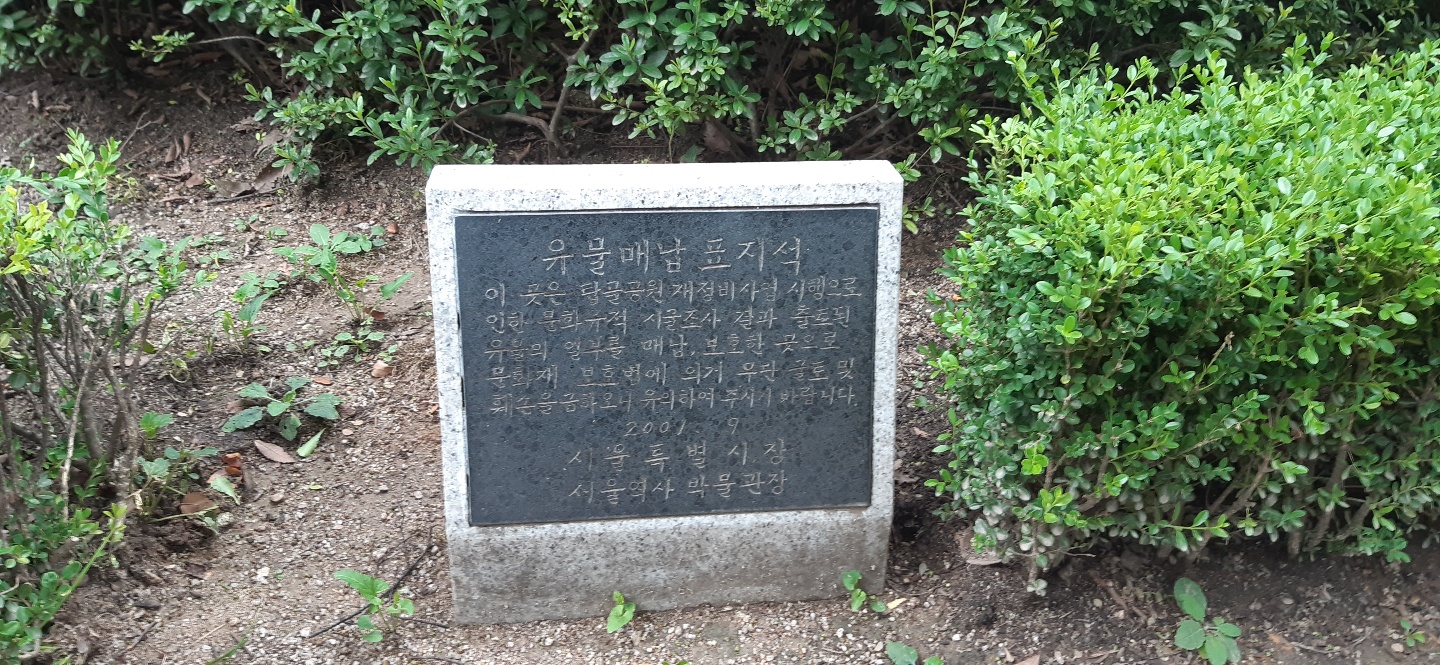 유물매남표지석
이 곳은 탑골공원 재정비사업 시행으로
인한 문화유적 시굴조사 결과 출토된
유물의 일부를 매납, 보호한 곳으로
문화재 보호법에 의거 무단 굴토 및
훼손을 금하오니 유의하여 주시기 바랍니다.
2001. 9
서울특별시장
서울역사박물관장